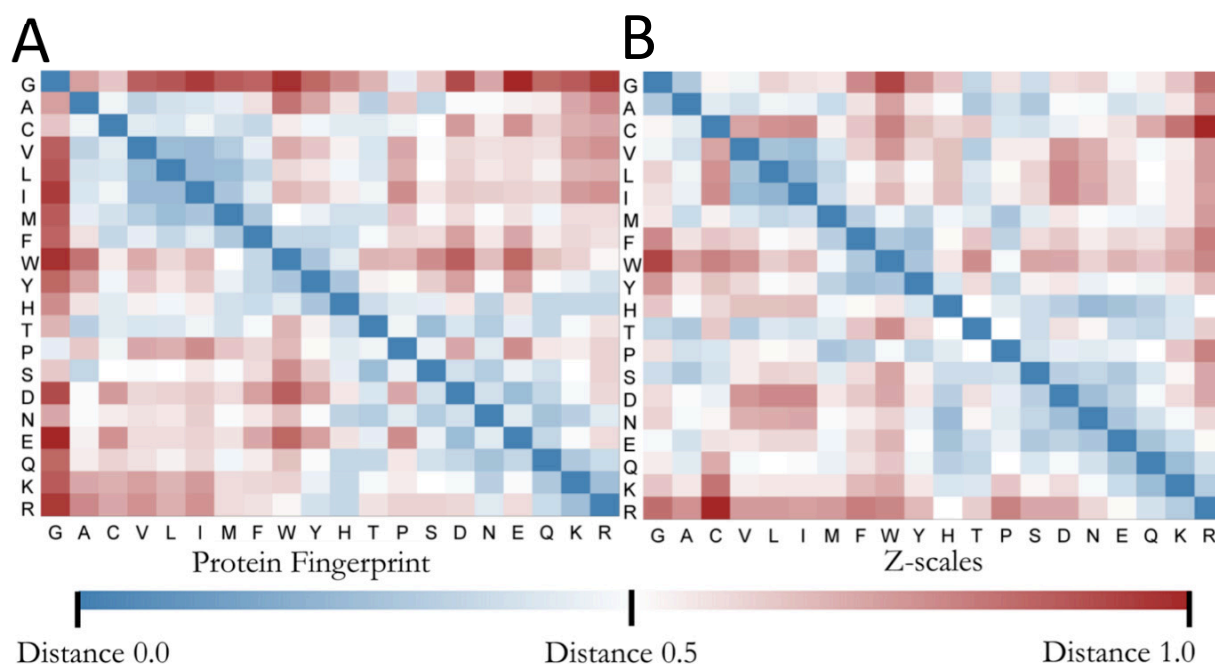 A B
G G
A A
C C
V V
L L
I I
M M
F F
W W
Y Y
H H
T T
P P
S S
D D
N N
E E
Q Q
K K
R R
G A C V L I M F W Y H T P S D N E Q K R G A C V L I M F W Y H T P S D N E Q K R
Protein Fingerprint Z-scales
Distance 0.0 Distance 0.5 Distance 1.0